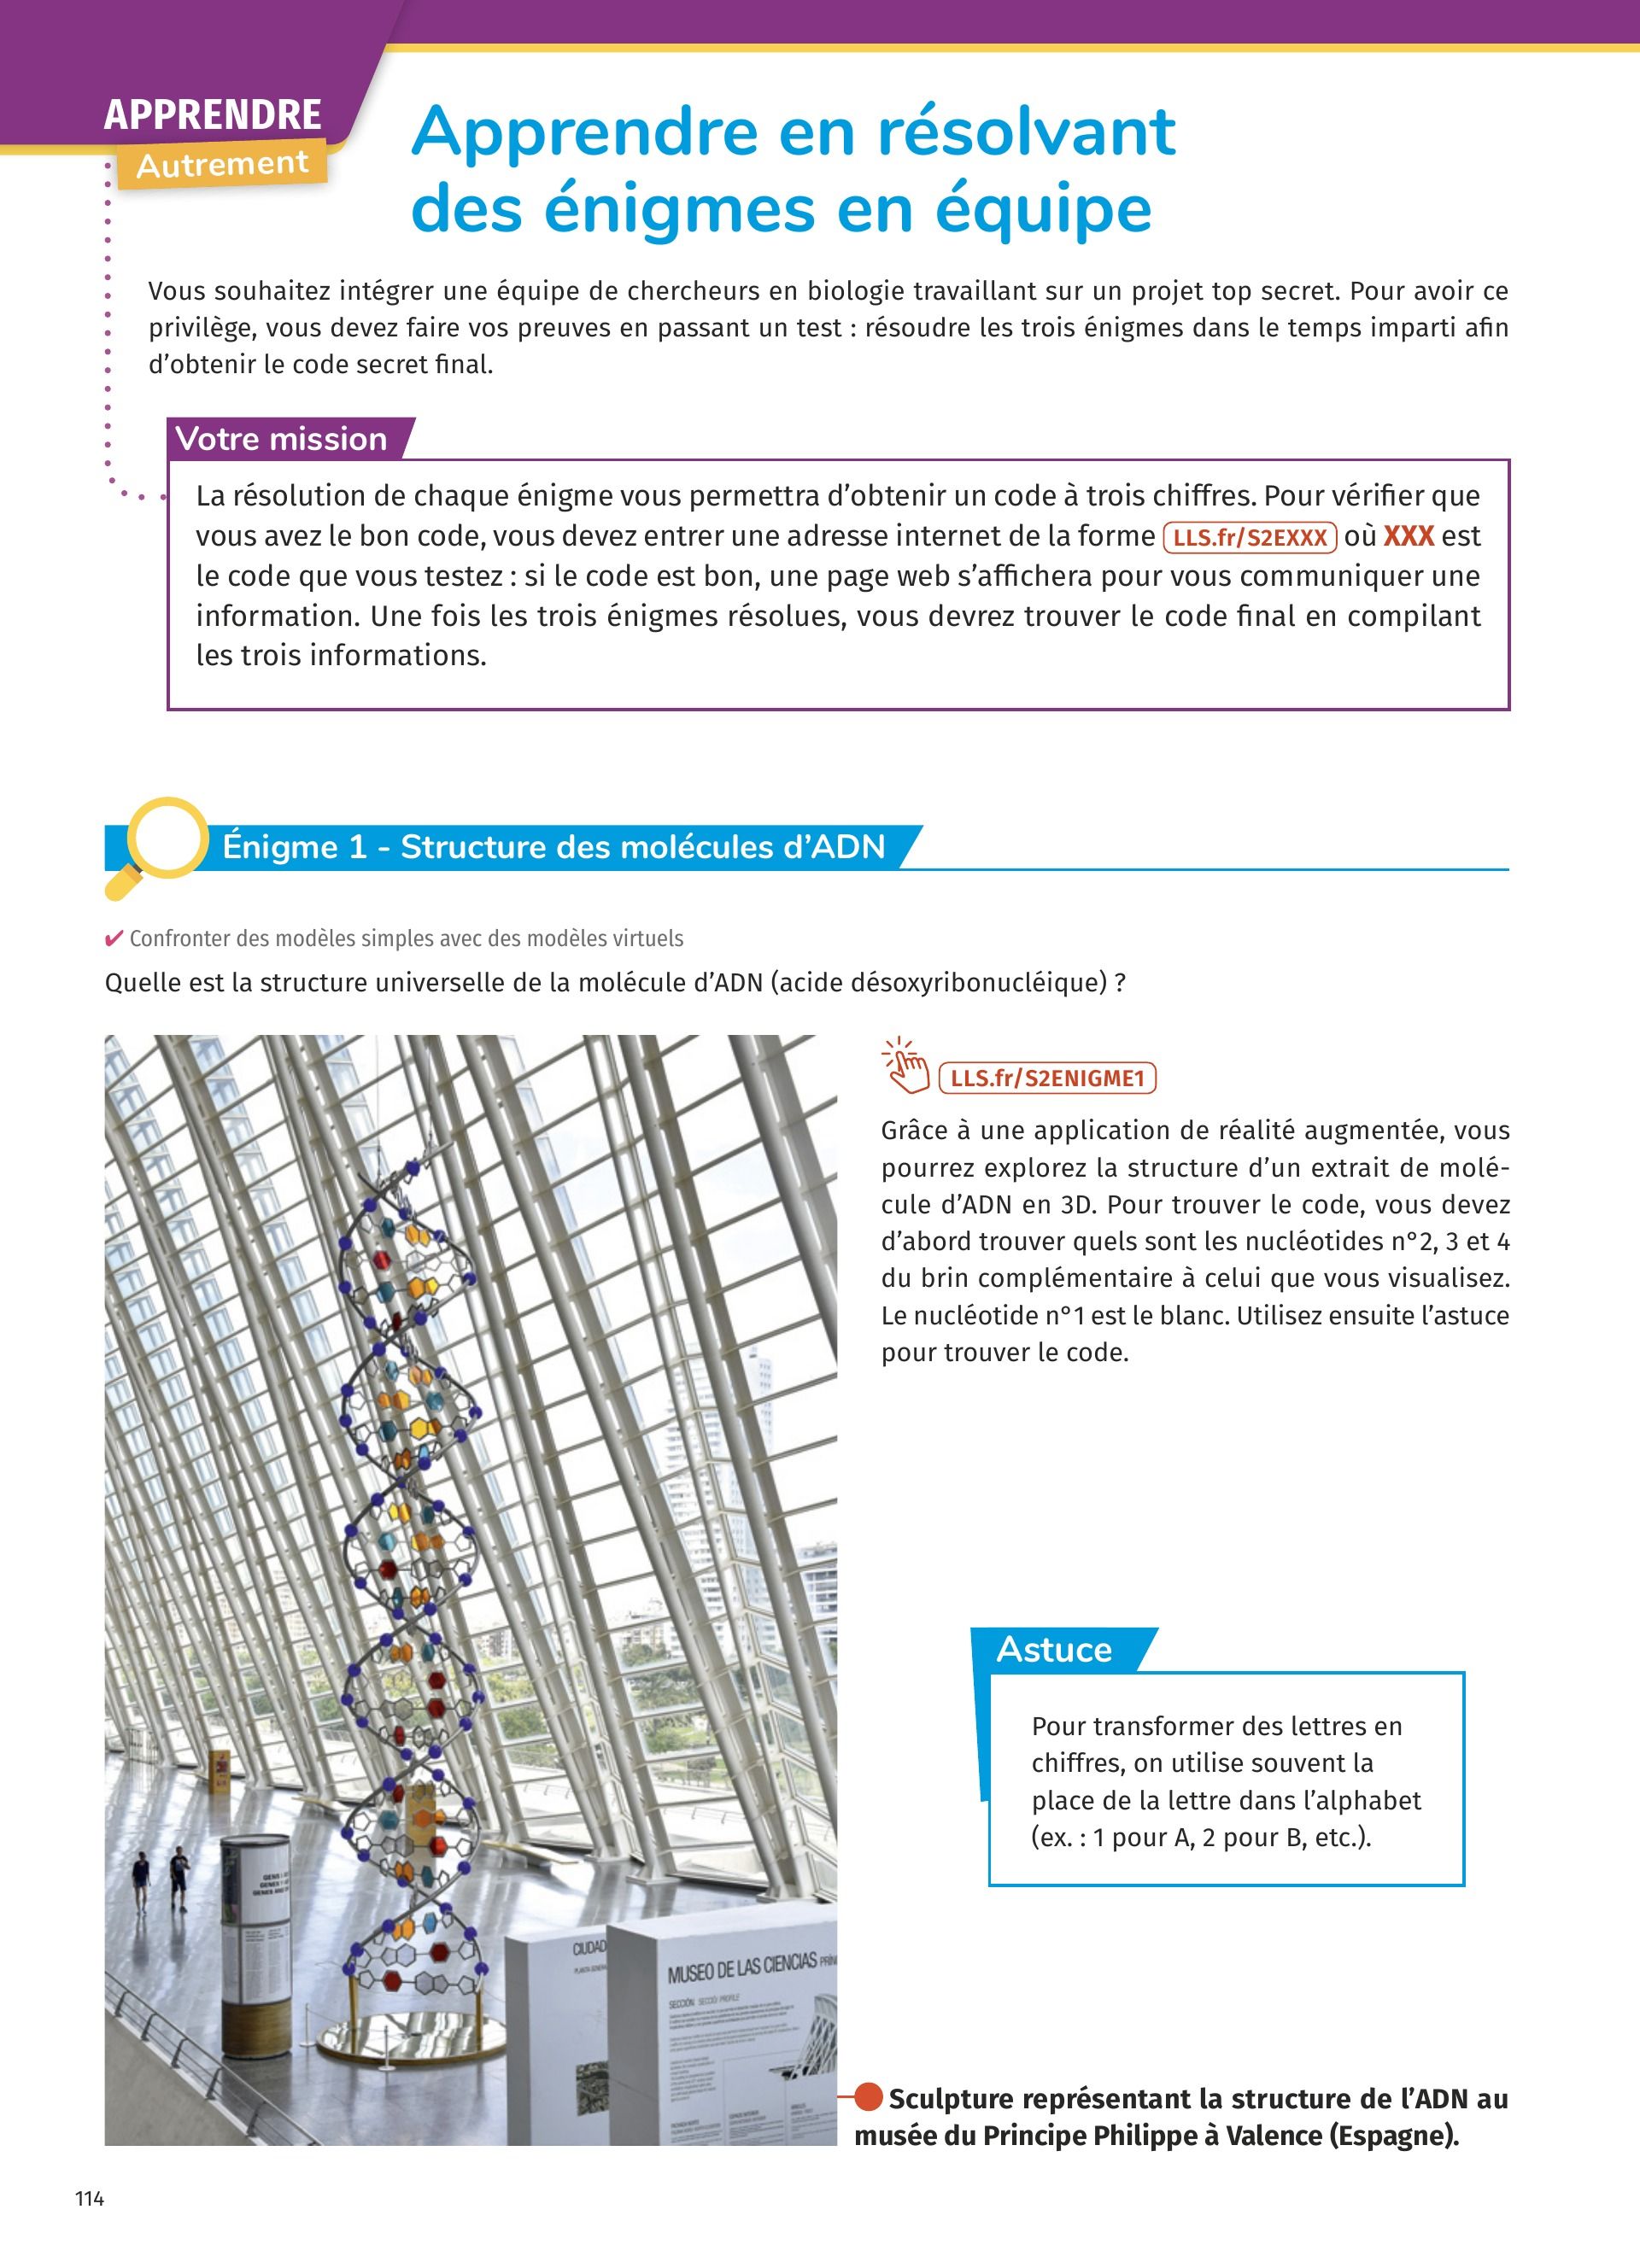 APPRENDRE
Autrement
Apprendre en résolvant
des énigmes en équipe
Vous souhaitez intégrer une équipe de chercheurs en biologie travaillant sur un projet top secret. Pour avoir ce
privilège, vous devez faire vos preuves en passant un test : résoudre les trois énigmes dans le temps imparti afin
d’obtenir le code secret final.
Votre mission
La résolution de chaque énigme vous permettra d’obtenir un code à trois chiffres. Pour vérifier que
vous avez le bon code, vous devez entrer une adresse internet de la forme LLS.fr/S2EXXX où XXX est
le code que vous testez : si le code est bon, une page web s’affichera pour vous communiquer une
information. Une fois les trois énigmes résolues, vous devrez trouver le code final en compilant
les trois informations.
Énigme 1 - Structure des molécules d’ADN
✔ Confronter des modèles simples avec des modèles virtuels
Quelle est la structure universelle de la molécule d’ADN (acide désoxyribonucléique) ?
LLS.fr/S2ENIGME1
Grâce à une application de réalité augmentée, vous
pourrez explorez la structure d’un extrait de molé-
cule d’ADN en 3D. Pour trouver le code, vous devez
d’abord trouver quels sont les nucléotides n°2, 3 et 4
du brin complémentaire à celui que vous visualisez.
Le nucléotide n°1 est le blanc. Utilisez ensuite l’astuce
pour trouver le code.
Astuce
Pour transformer des lettres en
chiffres, on utilise souvent la
place de la lettre dans l’alphabet
(ex. : 1 pour A, 2 pour B, etc.).
CIUDAD
MUSEO DE LAS CIENCIAS
Sculpture représentant la structure de l’ADN au
musée du Principe Philippe à Valence (Espagne).
114